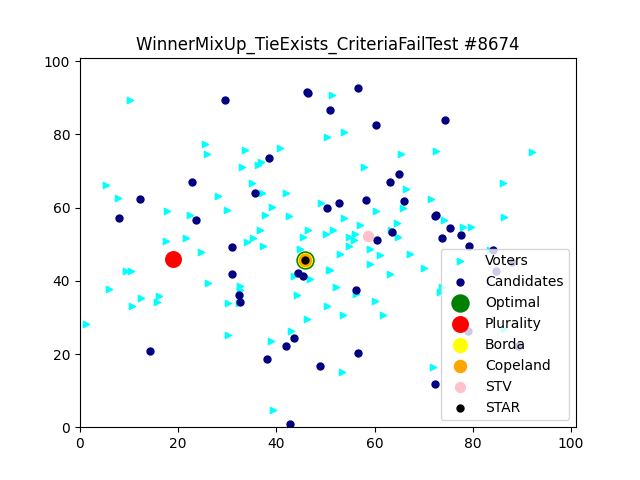 WinnerMixUp_TieExists_CriteriaFailTest #8674
100
80
60
40
20
0
0 20 40 60 80 100
Voters
Candidates
Optimal
Plurality
Borda
Copeland
STV
STAR